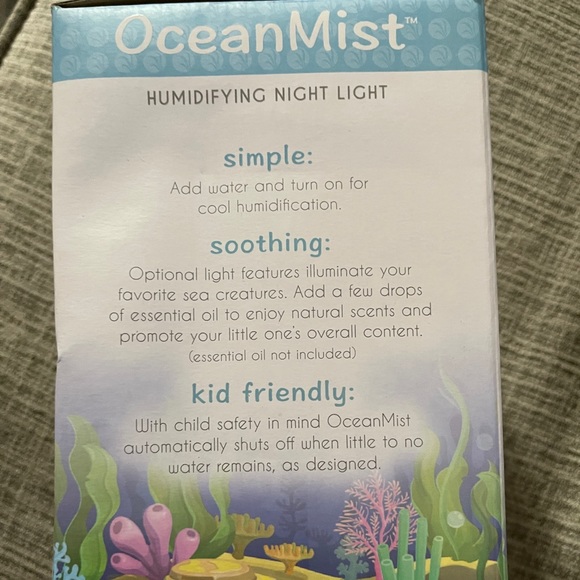 OceanMist™
HUMIDIFYING NIGHT LIGHT
simple:
Add water and turn on for
cool humidification.
soothing:
Optional light features illuminate your
favorite sea creatures. Add a few drops
of essential oil to enjoy natural scents and
promote your little one's overall content.
(essential oil not included)
kid friendly:
With child safety in mind OceanMist
automatically shuts off when little to no
water remains, as designed.